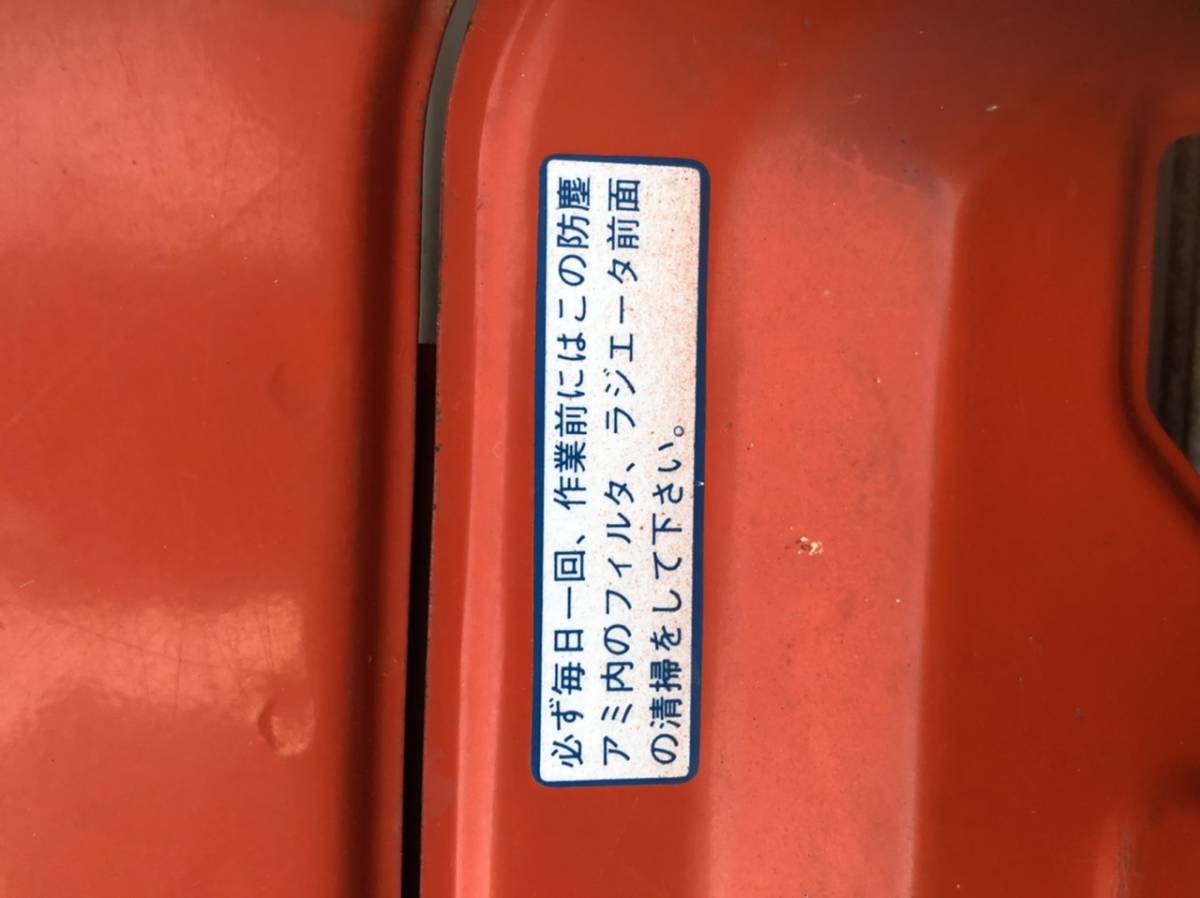 必ず毎日一回、作業前にはこの防塵
アミ内のフィルタ、ラジエータ前面
の清掃をして下さい。